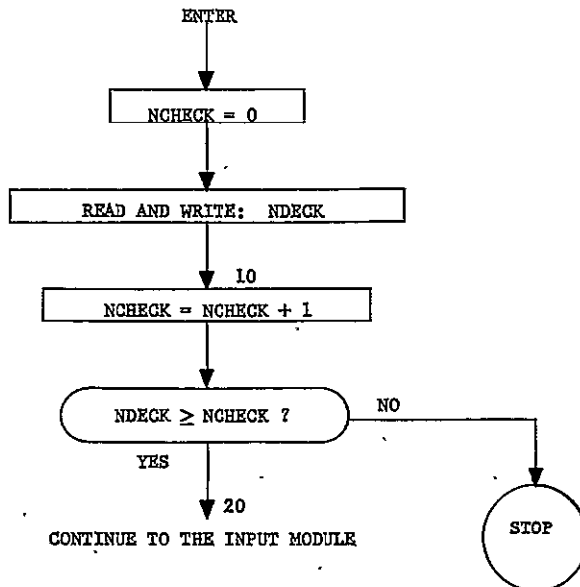 ENTER
NCHECK = 0
READ AND WRITE: NDECK
10
NCHECK = NCHECK + 1
NDECK ≥ NCHECK ?
NO
YES
20
CONTINUE TO THE INPUT MODULE
STOP